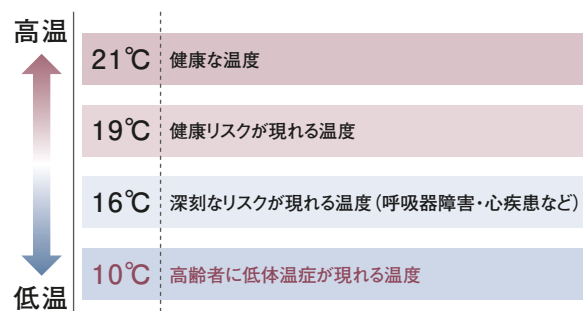 高温
21℃ 健康な温度
19℃ 健康リスクが現れる温度
16℃ 深刻なリスクが現れる温度(呼吸器障害・心疾患など)
10℃ 高齢者に低体温症が現れる温度
低温